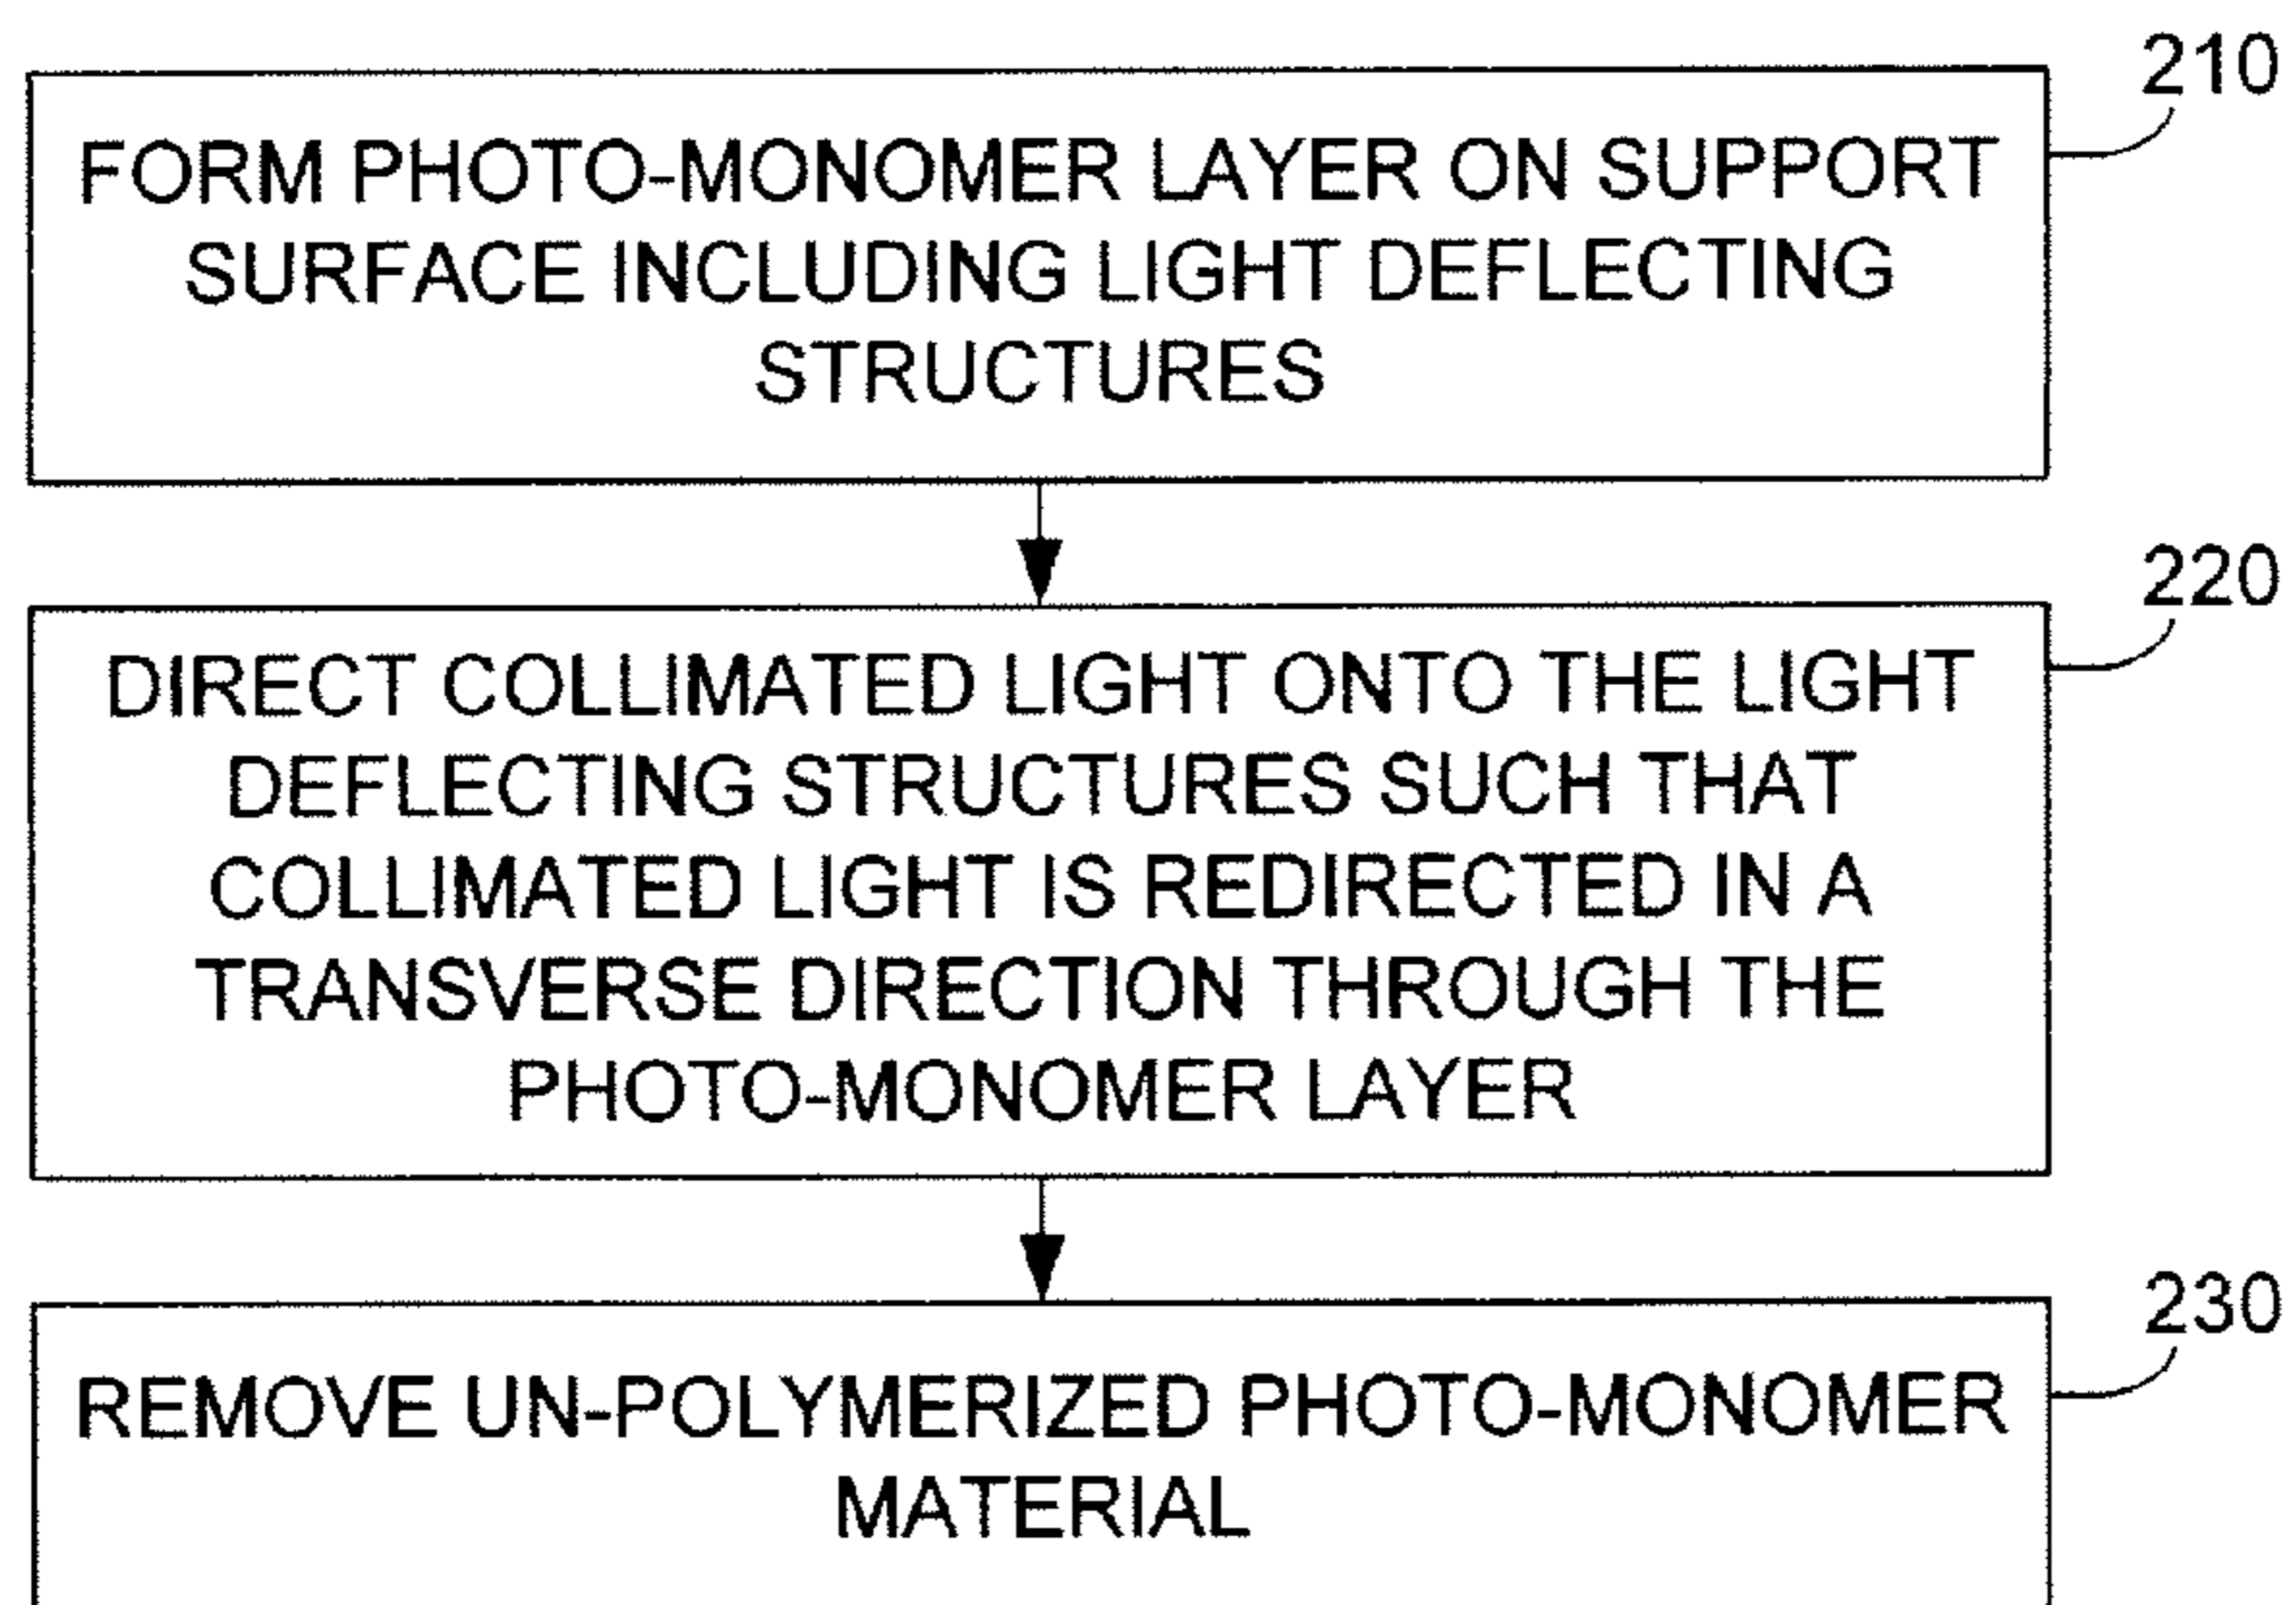 210
FORM PHOTO-MONOMER LAYER ON SUPPORT
SURFACE INCLUDING LIGHT DEFLECTING
STRUCTURES
220
DIRECT COLLIMATED LIGHT ONTO THE LIGHT
DEFLECTING STRUCTURES SUCH THAT
COLLIMATED LIGHT IS REDIRECTED IN A
TRANSVERSE DIRECTION THROUGH THE
PHOTO-MONOMER LAYER
230
REMOVE UN-POLYMERIZED PHOTO-MONOMER
MATERIAL